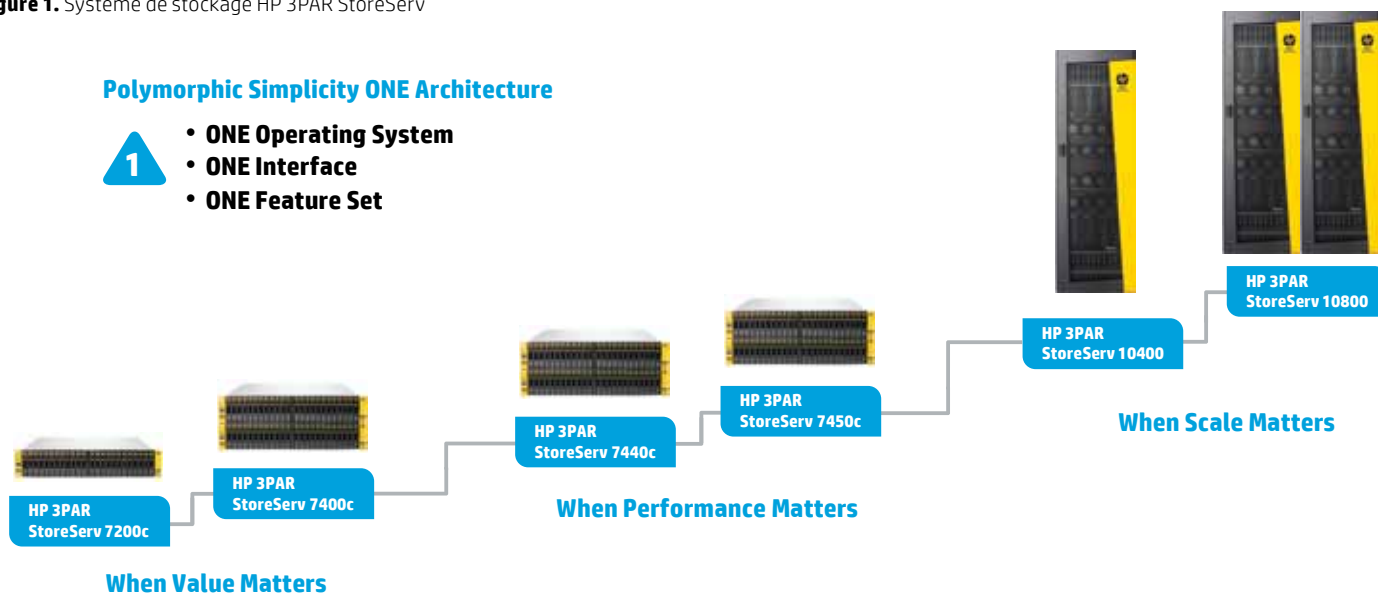 gure 1. Système de stockage HP 3PAR StoreServ
Polymorphic Simplicity ONE Architecture
1
• ONE Operating System
• ONE Interface
• ONE Feature Set
HP 3PAR
StoreServ 10800
HP 3PAR
StoreServ 10400
When Scale Matters
HP 3PAR
StoreServ 7450c
HP 3PAR
StoreServ 7440c
When Performance Matters
HP 3PAR
StoreServ 7400c
HP 3PAR
StoreServ 7200c
When Value Matters